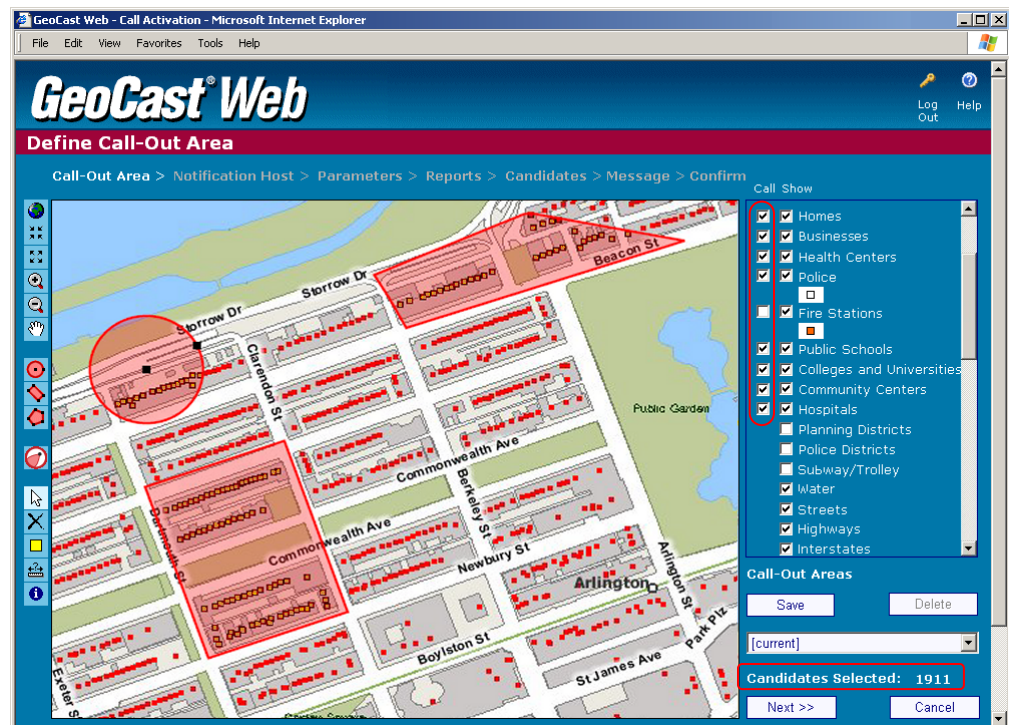 GeoCast Web - Call Activation - Microsoft Internet Explorer
File Edit View Favorites Tools Help
GeoCast® Web
Log Out
Help
Define Call-Out Area
Call-Out Area > Notification Host > Parameters > Reports > Candidates > Message > Confirm
Call Show
Homes
Businesses
Health Centers
Police
Fire Stations
Public Schools
Colleges and Universities
Community Centers
Hospitals
Planning Districts
Police Districts
Subway/Trolley
Water
Streets
Highways
Interstates
Beacon St
Storrow Dr
Storrow Dr
Clarendon St
Public Garden
Commonwealth Ave
Berkeley St
Dartmouth St
Commonwealth Ave
Newbury St
Arlington
Arlington St
Park Plz
Boylston St
St James Ave
Exeter St
Call-Out Areas
Save
Delete
[current]
Candidates Selected: 1911
Next >>
Cancel